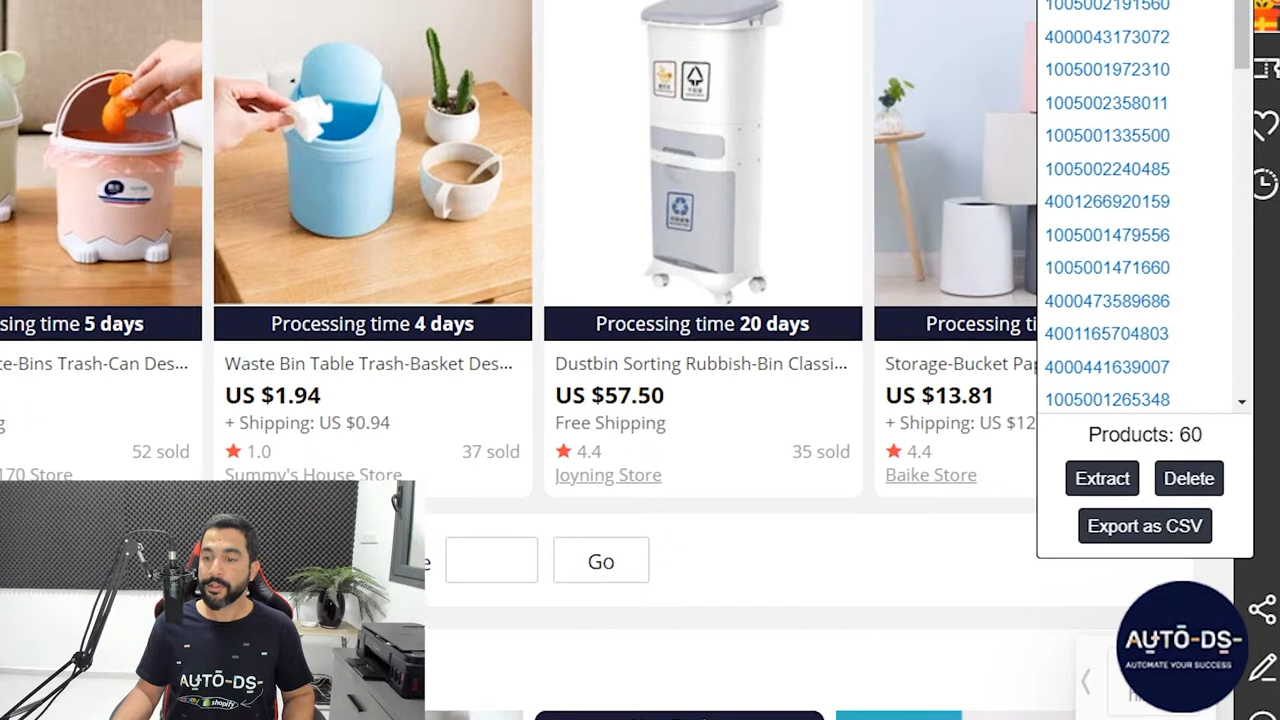 sing time 5 days
te-Bins Trash-Can Des...
g
52 sold
170 Store
Processing time 4 days
Waste Bin Table Trash-Basket Des...
US $1.94
+ Shipping: US $0.94
1.0
37 sold
Summy's House Store
Processing time 20 days
Dustbin Sorting Rubbish-Bin Classi...
US $57.50
Free Shipping
4.4
35 sold
Joyning Store
Processing ti
Storage-Bucket Pap
US $13.81
+ Shipping: US $12
4.4
Baike Store
e
Go
1005002191560
4000043173072
1005001972310
1005002358011
1005001335500
1005002240485
4001266920159
1005001479556
1005001471660
4000473589686
4001165704803
4000441639007
1005001265348
Products: 60
Extract
Delete
Export as CSV
AUTO-DS-
AUTOMATE YOUR SUCCESS
AUTO-DS-
shopify